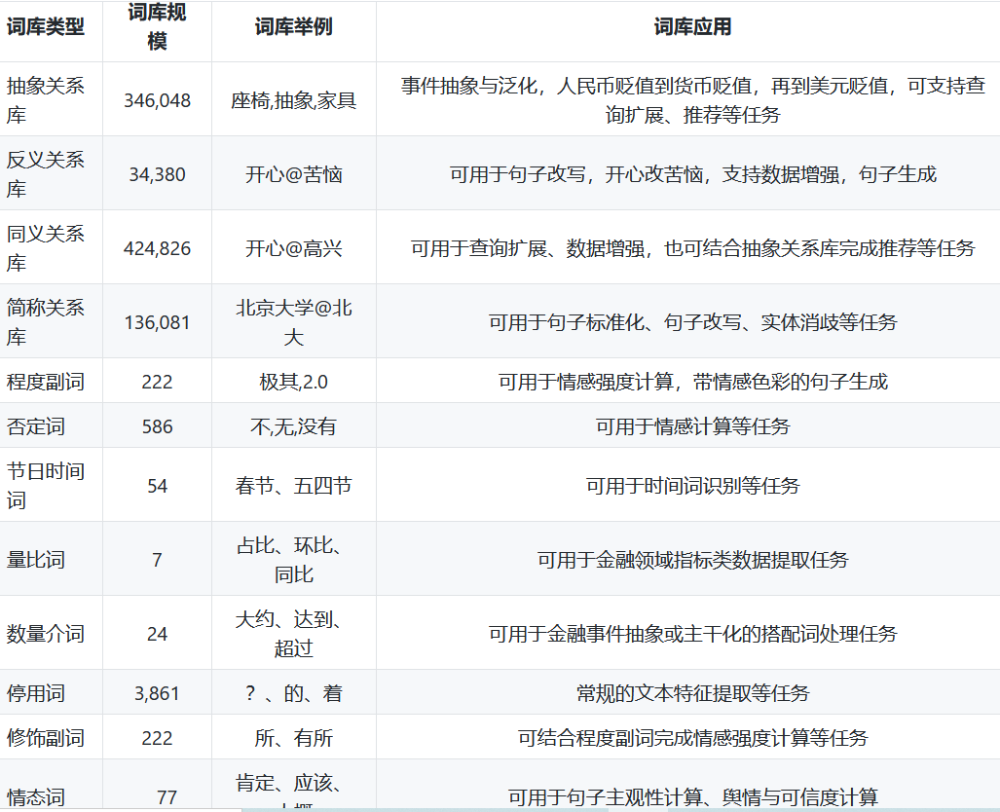 词库类型 词库规模 词库举例 词库应用
抽象关系库 346,048 座椅,抽象,家具 事件抽象与泛化，人民币贬值到货币贬值，再到美元贬值，可支持查询扩展、推荐等任务
反义关系库 34,380 开心@苦恼 可用于句子改写，开心改苦恼，支持数据增强，句子生成
同义关系库 424,826 开心@高兴 可用于查询扩展、数据增强，也可结合抽象关系库完成推荐等任务
简称关系库 136,081 北京大学@北大 可用于句子标准化、句子改写、实体消歧等任务
程度副词 222 极其,2.0 可用于情感强度计算，带情感色彩的句子生成
否定词 586 不,无,没有 可用于情感计算等任务
节日时间词 54 春节、五四节 可用于时间词识别等任务
量比词 7 占比、环比、同比 可用于金融领域指标类数据提取任务
数量介词 24 大约、达到、超过 可用于金融事件抽象或主干化的搭配词处理任务
停用词 3,861 ？、的、着 常规的文本特征提取等任务
修饰副词 222 所、有所 可结合程度副词完成情感强度计算等任务
情态词 77 肯定、应该、 可用于句子主观性计算、舆情与可信度计算